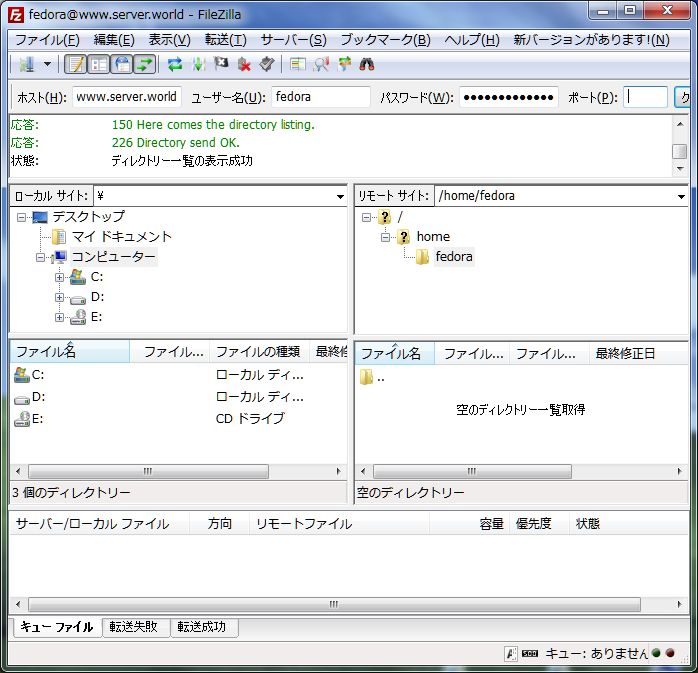 fedora@www.server.world - FileZilla
ファイル(F) 編集(E) 表示(V) 転送(T) サーバー(S) ブックマーク(B) ヘルプ(H) 新バージョンがあります!(N)
ホスト(H): www.server.world ユーザー名(U): fedora パスワード(W): ●●●●●●●●●●●●● ポート(P): ク
応答: 150 Here comes the directory listing.
応答: 226 Directory send OK.
状態: ディレクトリー一覧の表示成功
ローカル サイト: ¥
リモート サイト: /home/fedora
デスクトップ
マイ ドキュメント
コンピューター
C:
D:
E:
/
home
fedora
ファイル名 ファイル... ファイルの種類 最終修
C: ローカル ディ...
D: ローカル ディ...
E: CD ドライブ
3 個のディレクトリー
ファイル名 ファイル... ファイル... 最終修正日
..
空のディレクトリー一覧取得
空のディレクトリー
サーバー/ローカル ファイル 方向 リモートファイル 容量 優先度 状態
キュー ファイル 転送失敗 転送成功
キュー: ありません